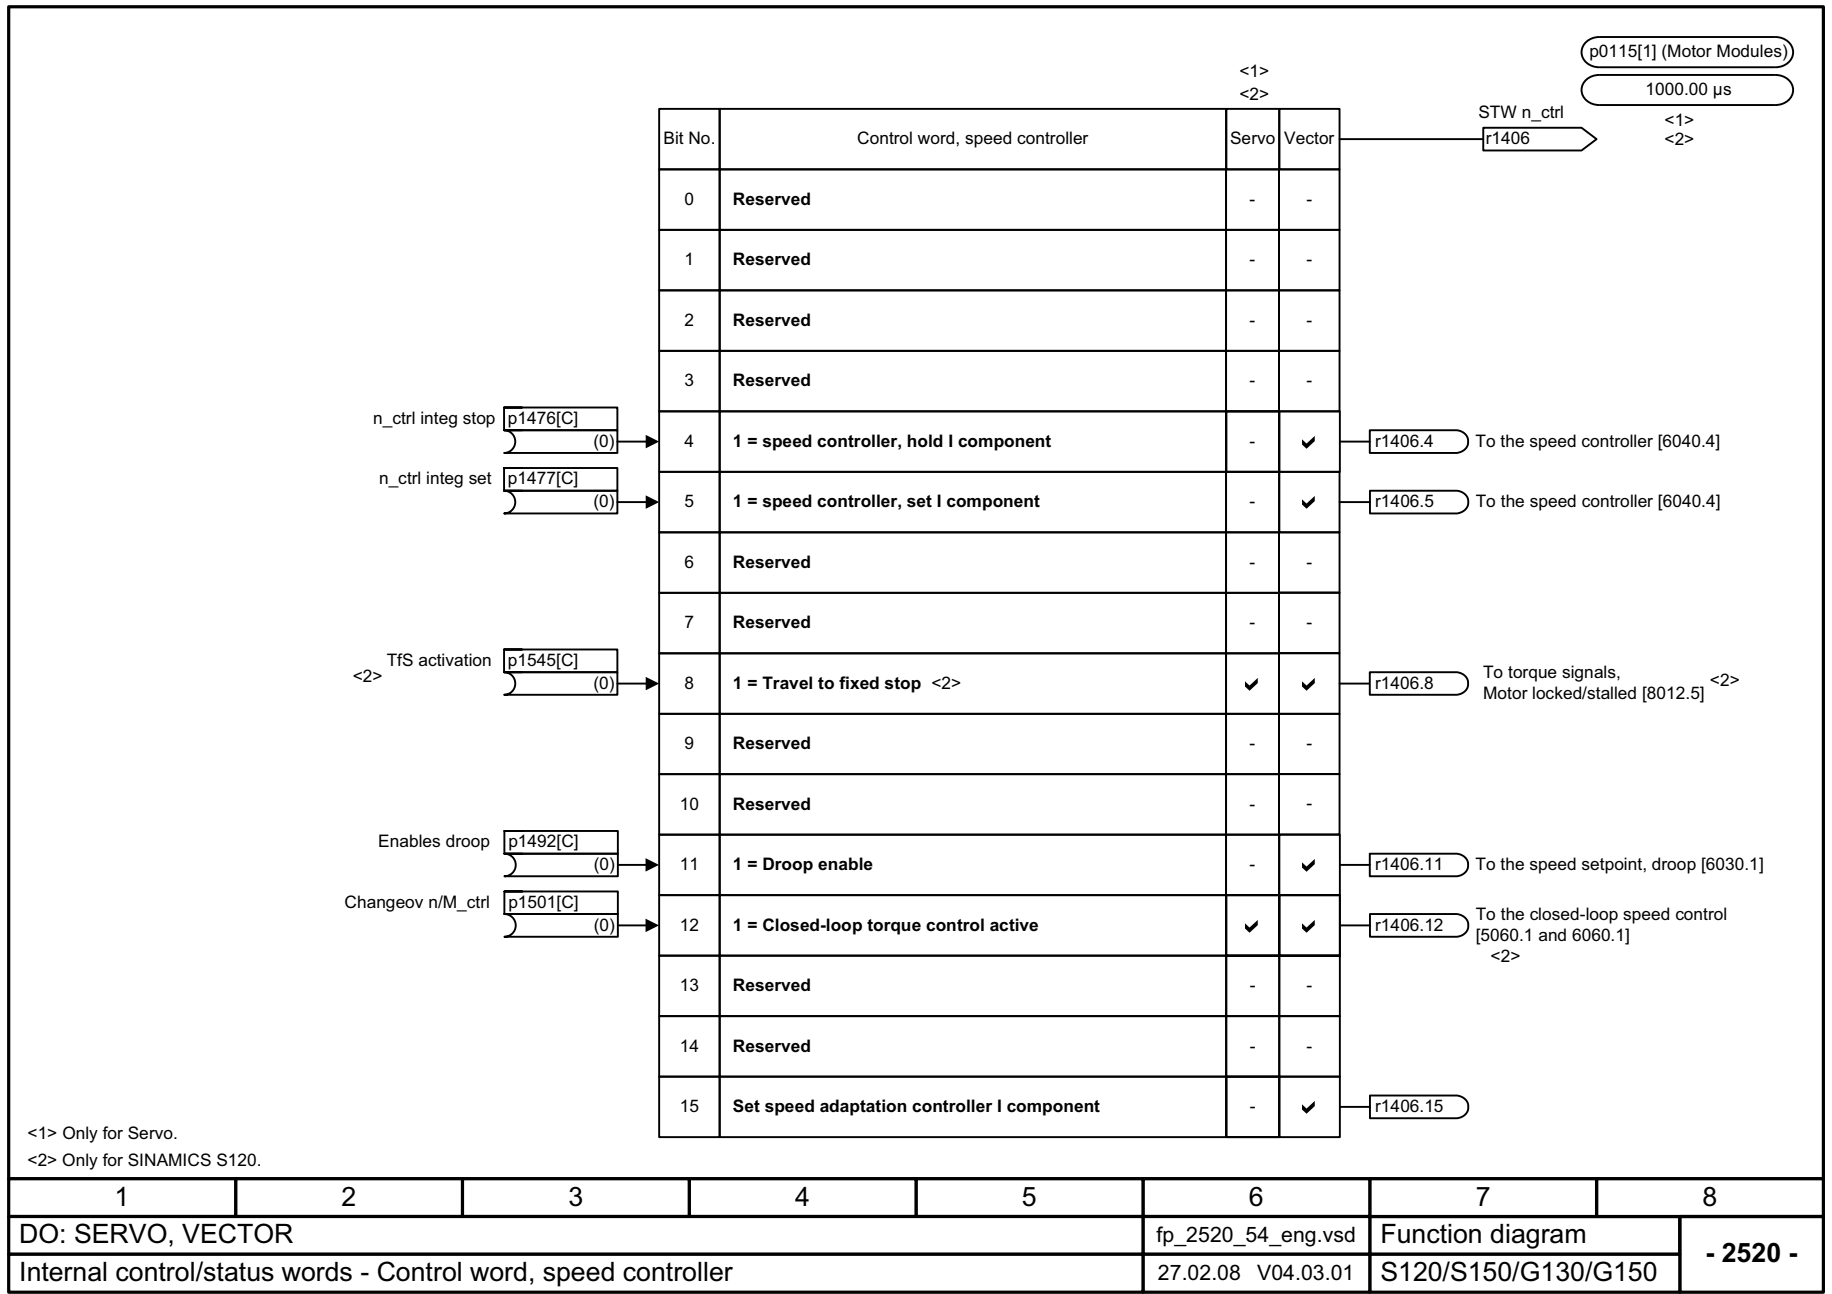 p0115[1] (Motor Modules)
1000.00 µs
<1>
<2>
<1>
<2>
STW n_ctrl
r1406
Bit No. Control word, speed controller Servo Vector
0 Reserved - -
1 Reserved - -
2 Reserved - -
3 Reserved - -
n_ctrl integ stop p1476[C]
(0) 4 1 = speed controller, hold I component - ✔ r1406.4 To the speed controller [6040.4]
n_ctrl integ set p1477[C]
(0) 5 1 = speed controller, set I component - ✔ r1406.5 To the speed controller [6040.4]
6 Reserved - -
7 Reserved - -
TfS activation p1545[C]
<2>
(0) 8 1 = Travel to fixed stop <2> ✔ ✔ r1406.8
To torque signals,
Motor locked/stalled [8012.5] <2>
9 Reserved - -
10 Reserved - -
Enables droop p1492[C]
(0) 11 1 = Droop enable - ✔ r1406.11 To the speed setpoint, droop [6030.1]
Changeov n/M_ctrl p1501[C]
(0) 12 1 = Closed-loop torque control active ✔ ✔ r1406.12
To the closed-loop speed control
[5060.1 and 6060.1]
<2>
13 Reserved - -
14 Reserved - -
15 Set speed adaptation controller I component - ✔ r1406.15
<1> Only for Servo.
<2> Only for SINAMICS S120.
1 2 3 4 5 6 7 8
DO: SERVO, VECTOR fp_2520_54_eng.vsd Function diagram
- 2520 -
Internal control/status words - Control word, speed controller 27.02.08 V04.03.01 S120/S150/G130/G150